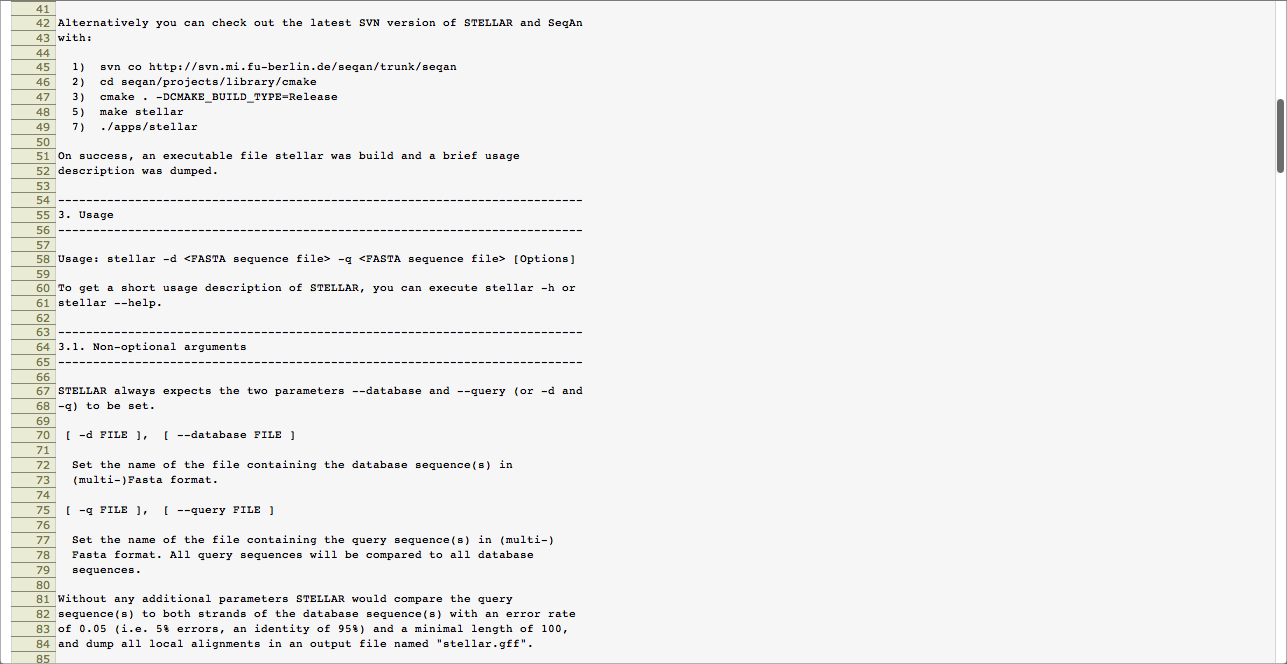 41
42 Alternatively you can check out the latest SVN version of STELLAR and SeqAn
43 with:
44
45   1)  svn co http://svn.mi.fu-berlin.de/seqan/trunk/seqan
46   2)  cd seqan/projects/library/cmake
47   3)  cmake . -DCMAKE_BUILD_TYPE=Release
48   5)  make stellar
49   7)  ./apps/stellar
50
51 On success, an executable file stellar was build and a brief usage
52 description was dumped.
53
54 ---------------------------------------------------------------------------
55 3. Usage
56 ---------------------------------------------------------------------------
57
58 Usage: stellar -d <FASTA sequence file> -q <FASTA sequence file> [Options]
59
60 To get a short usage description of STELLAR, you can execute stellar -h or
61 stellar --help.
62
63 ---------------------------------------------------------------------------
64 3.1. Non-optional arguments
65 ---------------------------------------------------------------------------
66
67 STELLAR always expects the two parameters --database and --query (or -d and
68 -q) to be set.
69
70  [ -d FILE ],  [ --database FILE ]
71
72   Set the name of the file containing the database sequence(s) in
73   (multi-)Fasta format.
74
75  [ -q FILE ],  [ --query FILE ]
76
77   Set the name of the file containing the query sequence(s) in (multi-)
78   Fasta format. All query sequences will be compared to all database
79   sequences.
80
81 Without any additional parameters STELLAR would compare the query
82 sequence(s) to both strands of the database sequence(s) with an error rate
83 of 0.05 (i.e. 5% errors, an identity of 95%) and a minimal length of 100,
84 and dump all local alignments in an output file named "stellar.gff".
85